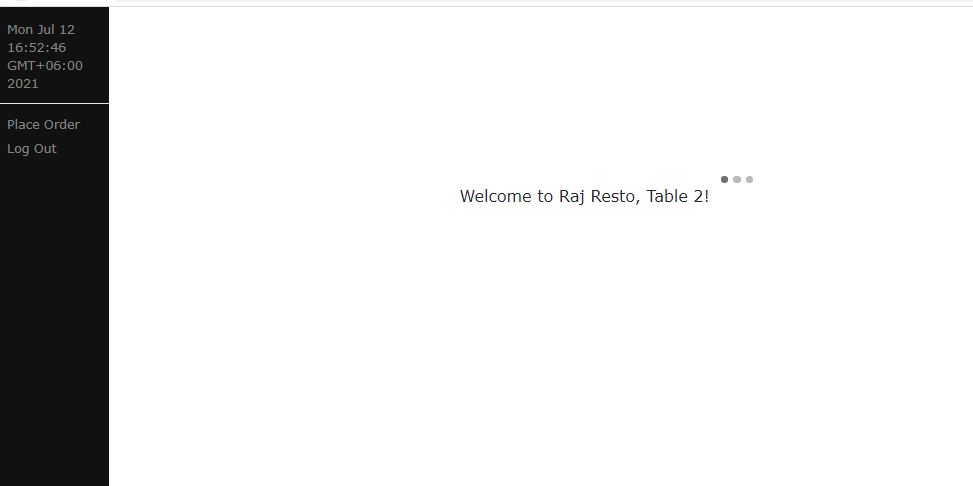 Mon Jul 12
16:52:46
GMT+06:00
2021
Place Order
Log Out
Welcome to Raj Resto, Table 2!